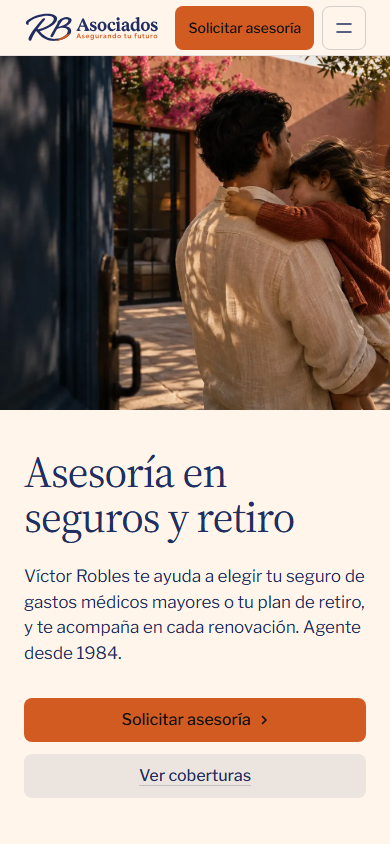 RB Asociados
Asegurando tu futuro
Solicitar asesoría
Asesoría en
seguros y retiro
Víctor Robles te ayuda a elegir tu seguro de
gastos médicos mayores o tu plan de retiro,
y te acompaña en cada renovación. Agente
desde 1984.
Solicitar asesoría
Ver coberturas